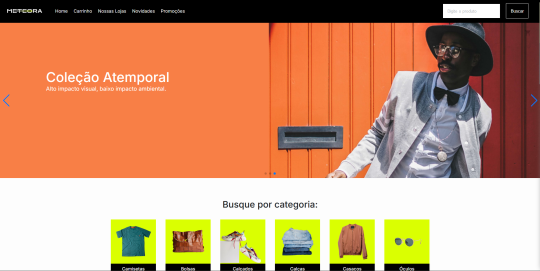 METEORA
Home Carrinho Nossas Lojas Novidades Promoções
Digite o produto
Buscar
Coleção Atemporal
Alto impacto visual, baixo impacto ambiental.
Busque por categoria:
Camisetas Bolsas Calçados Calças Casacos Óculos